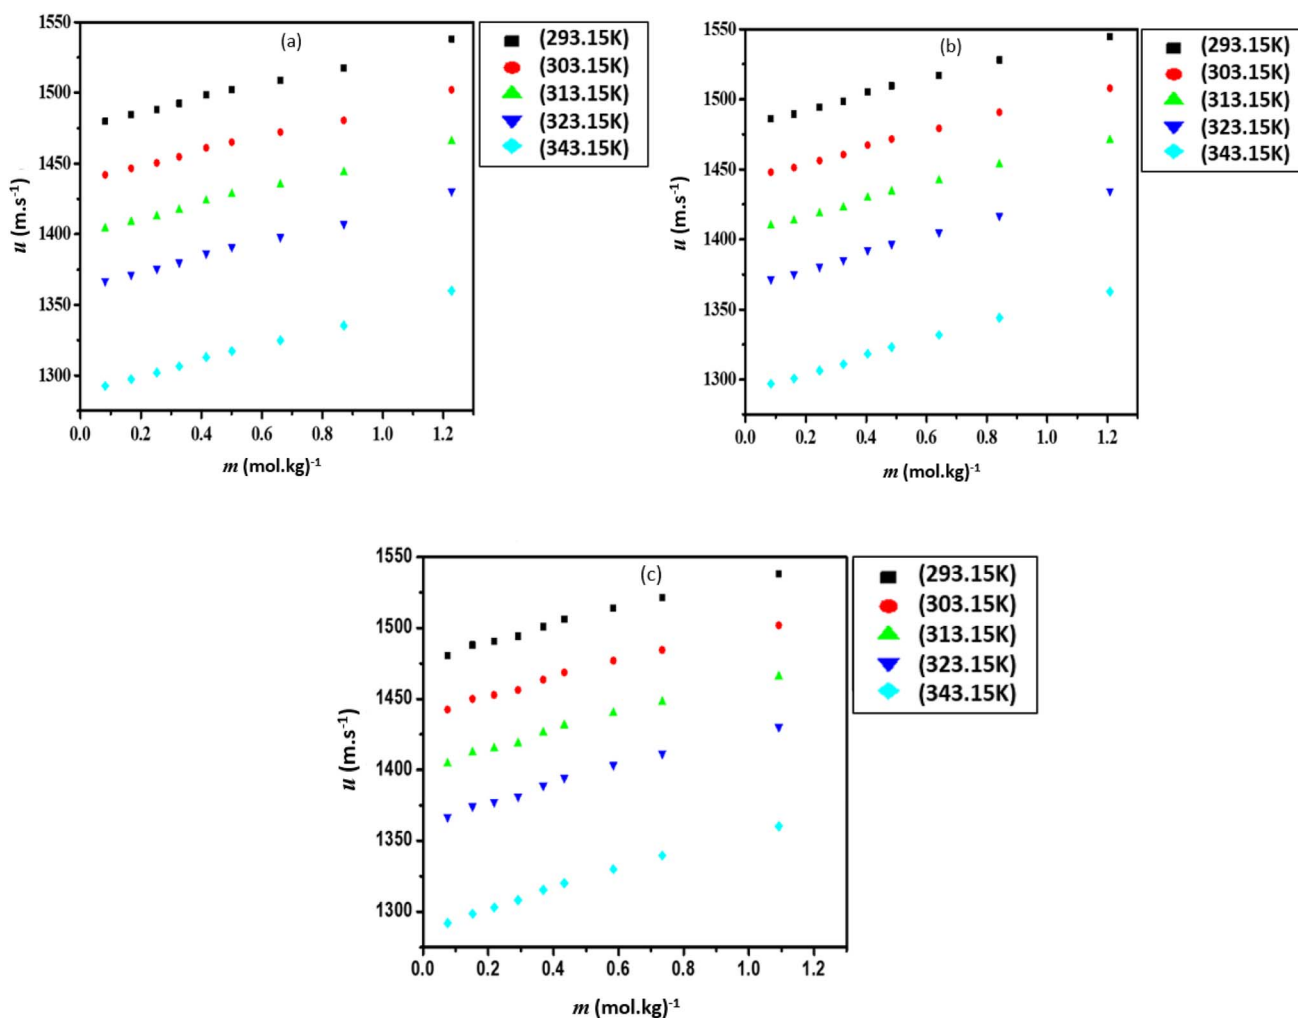 (a)
1550
1500
1450
1400
1350
1300
u (m.s⁻¹)
0.0 0.2 0.4 0.6 0.8 1.0 1.2
m (mol.kg)⁻¹
(293.15K)
(303.15K)
(313.15K)
(323.15K)
(343.15K)
(b)
1550
1500
1450
1400
1350
1300
u (m.s⁻¹)
0.0 0.2 0.4 0.6 0.8 1.0 1.2
m (mol.kg)⁻¹
(293.15K)
(303.15K)
(313.15K)
(323.15K)
(343.15K)
(c)
1550
1500
1450
1400
1350
1300
u (m.s⁻¹)
0.0 0.2 0.4 0.6 0.8 1.0 1.2
m (mol.kg)⁻¹
(293.15K)
(303.15K)
(313.15K)
(323.15K)
(343.15K)